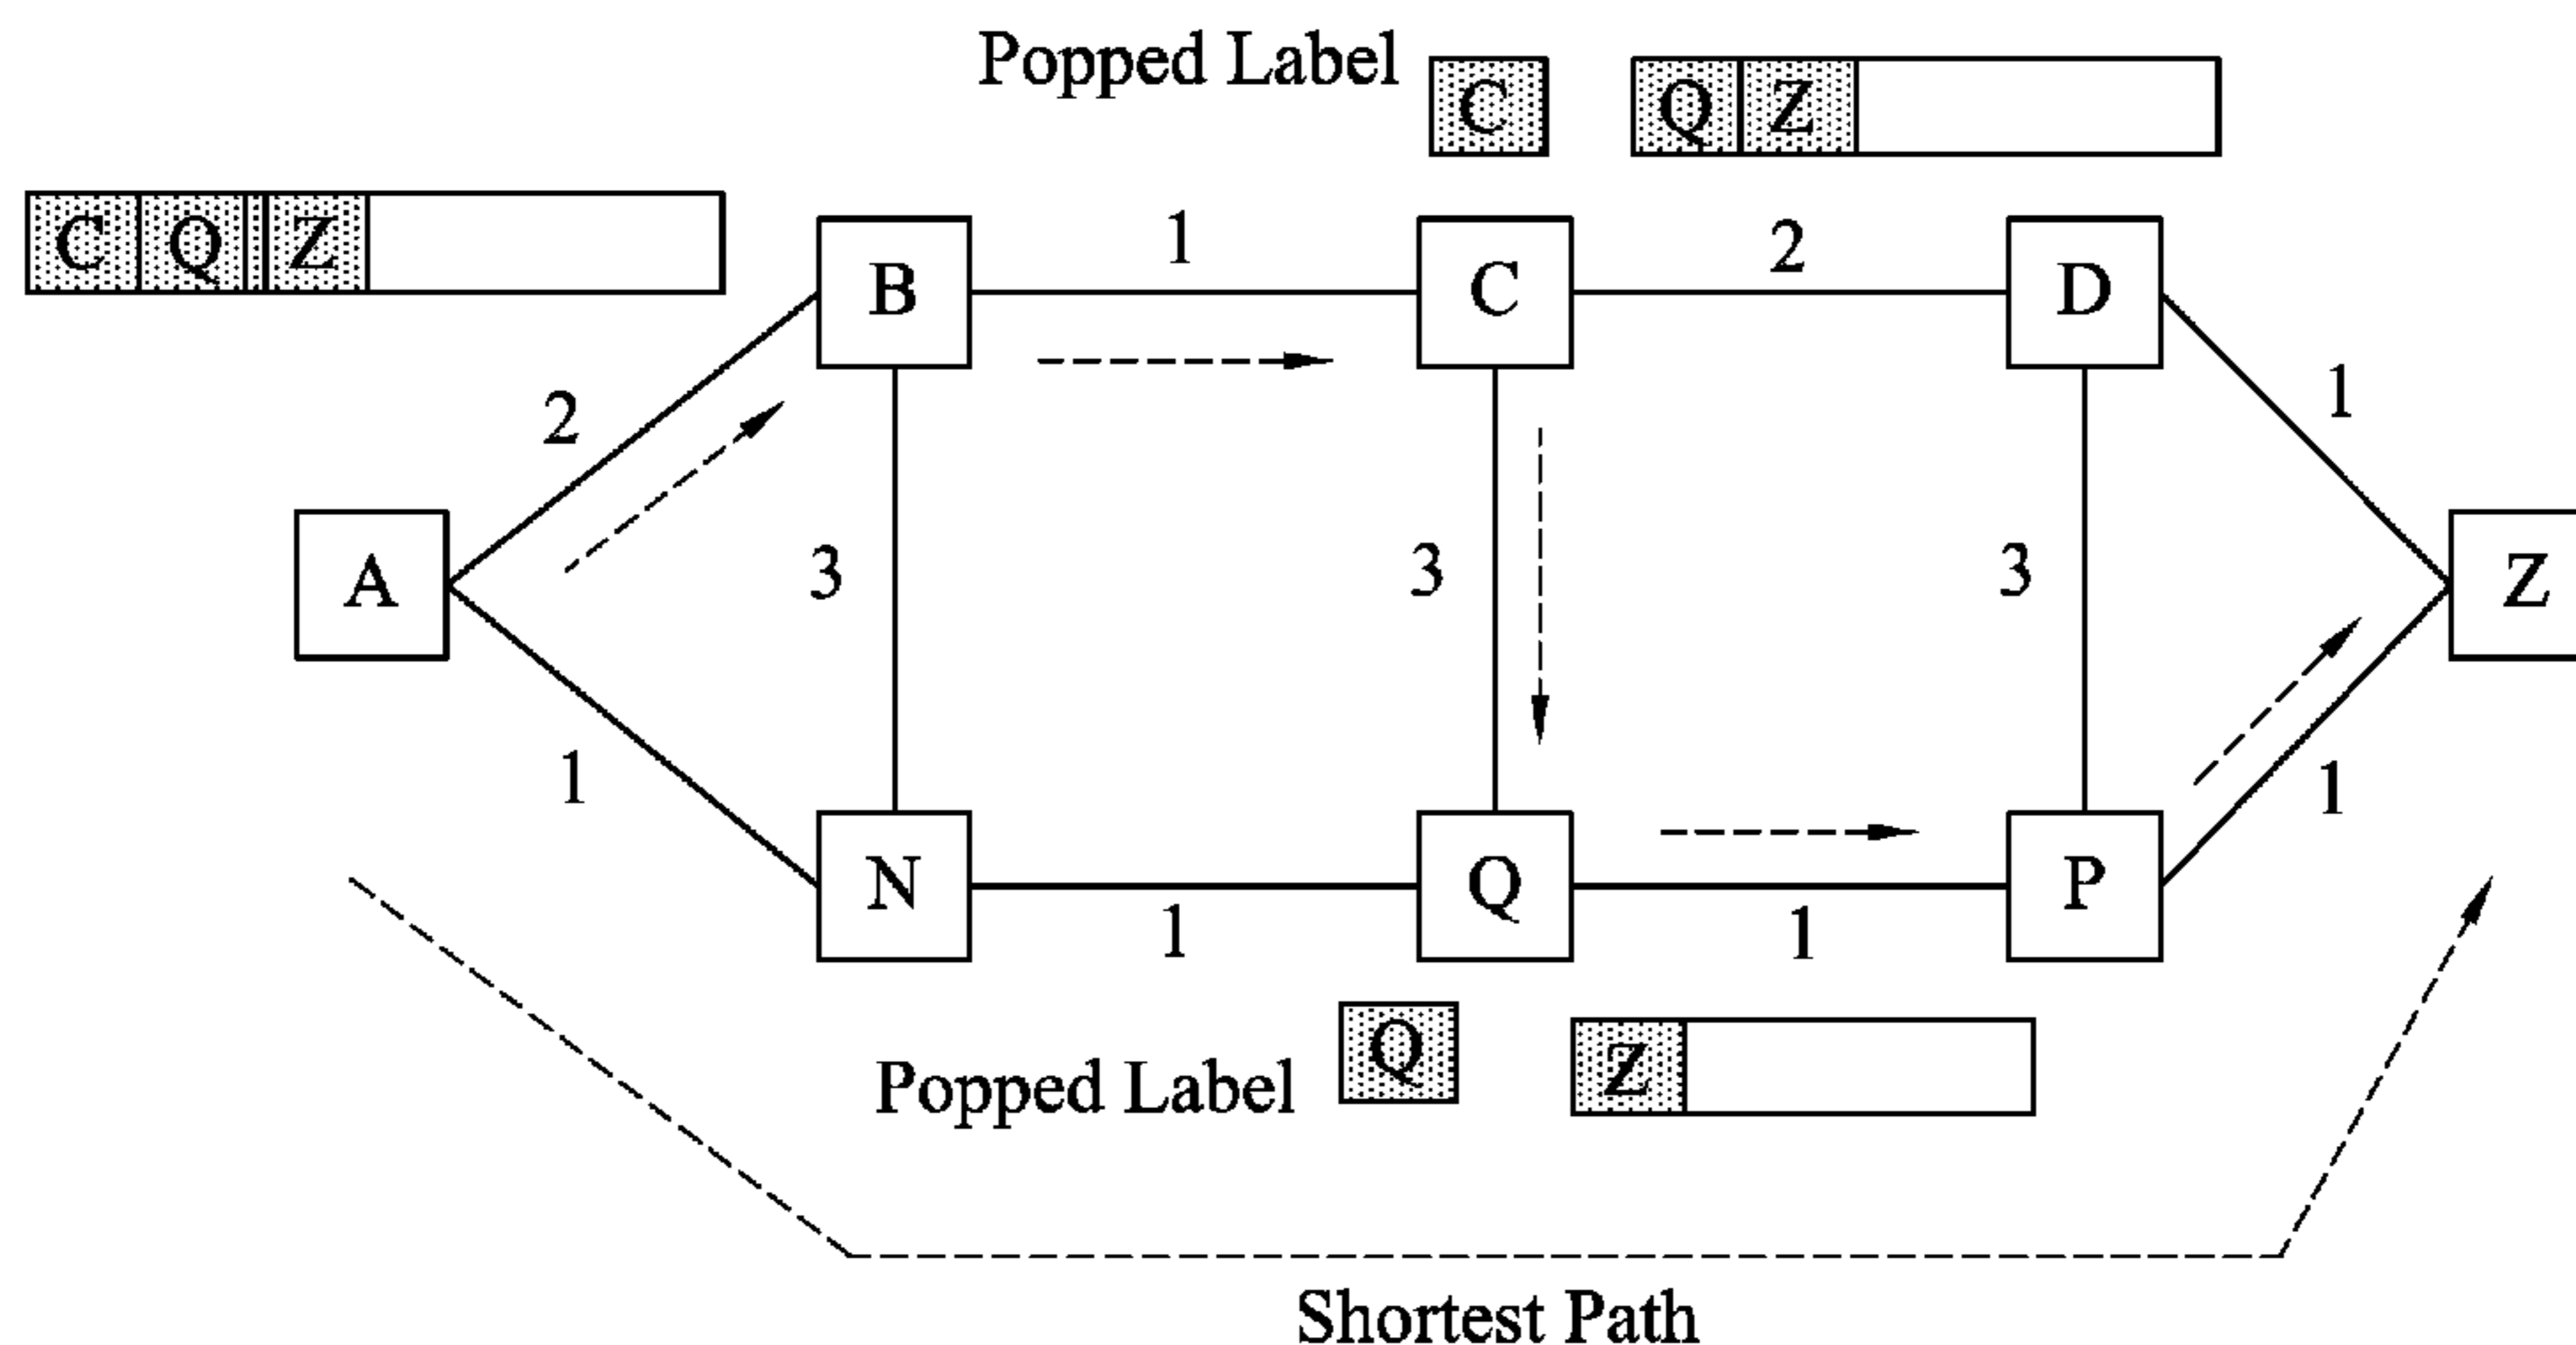 Popped Label C Q Z
C Q Z
B 1 C 2 D
2 1
A 3 3 3 Z
1 1
N 1 Q 1 P
Popped Label Q Z
Shortest Path